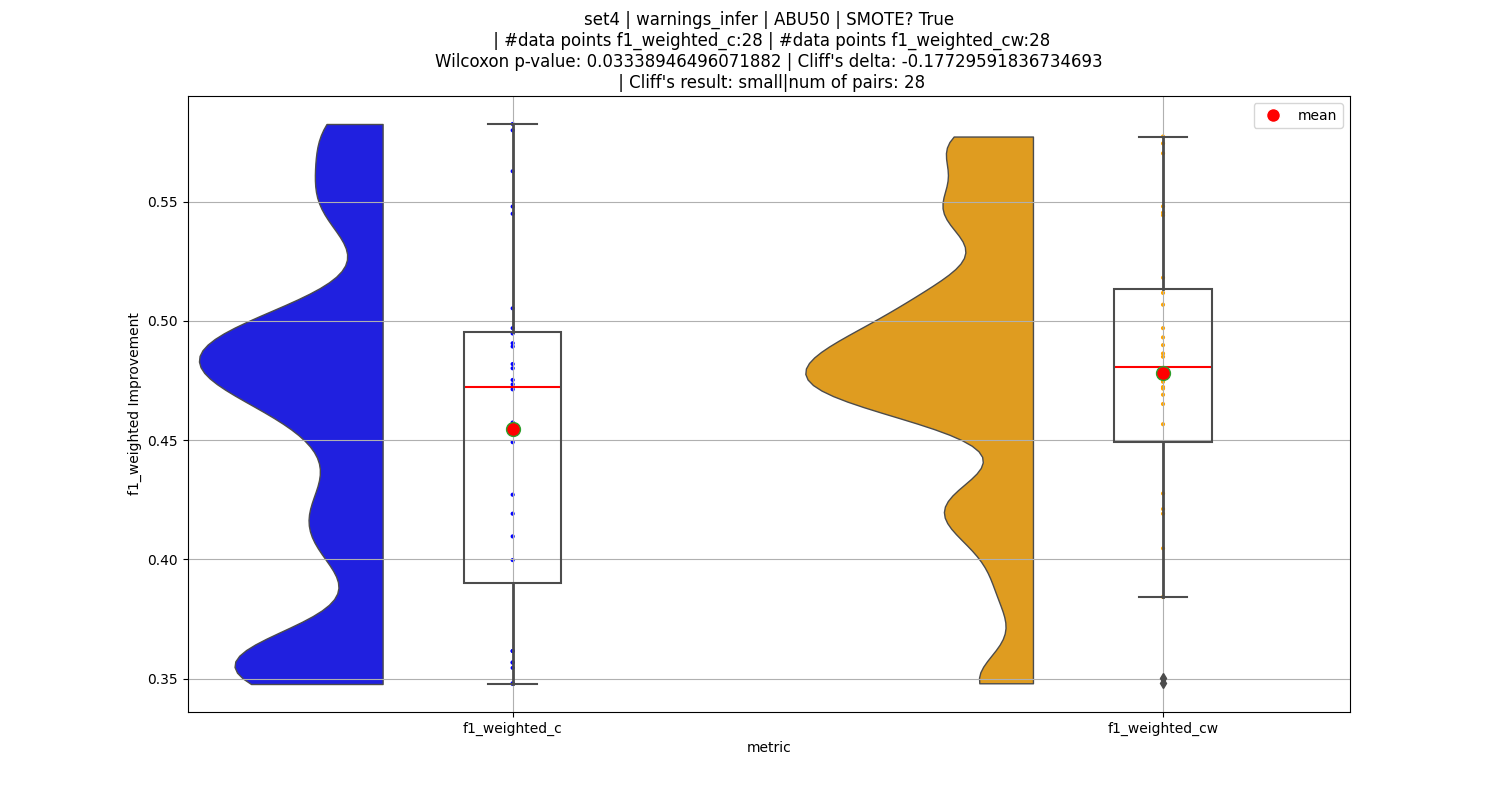 set4 | warnings_infer | ABU50 | SMOTE? True
| #data points f1_weighted_c:28 | #data points f1_weighted_cw:28
Wilcoxon p-value: 0.03338946496071882 | Cliff's delta: -0.17729591836734693
| Cliff's result: small|num of pairs: 28
mean
0.55
0.50
0.45
0.40
0.35
f1_weighted Improvement
f1_weighted_c
f1_weighted_cw
metric